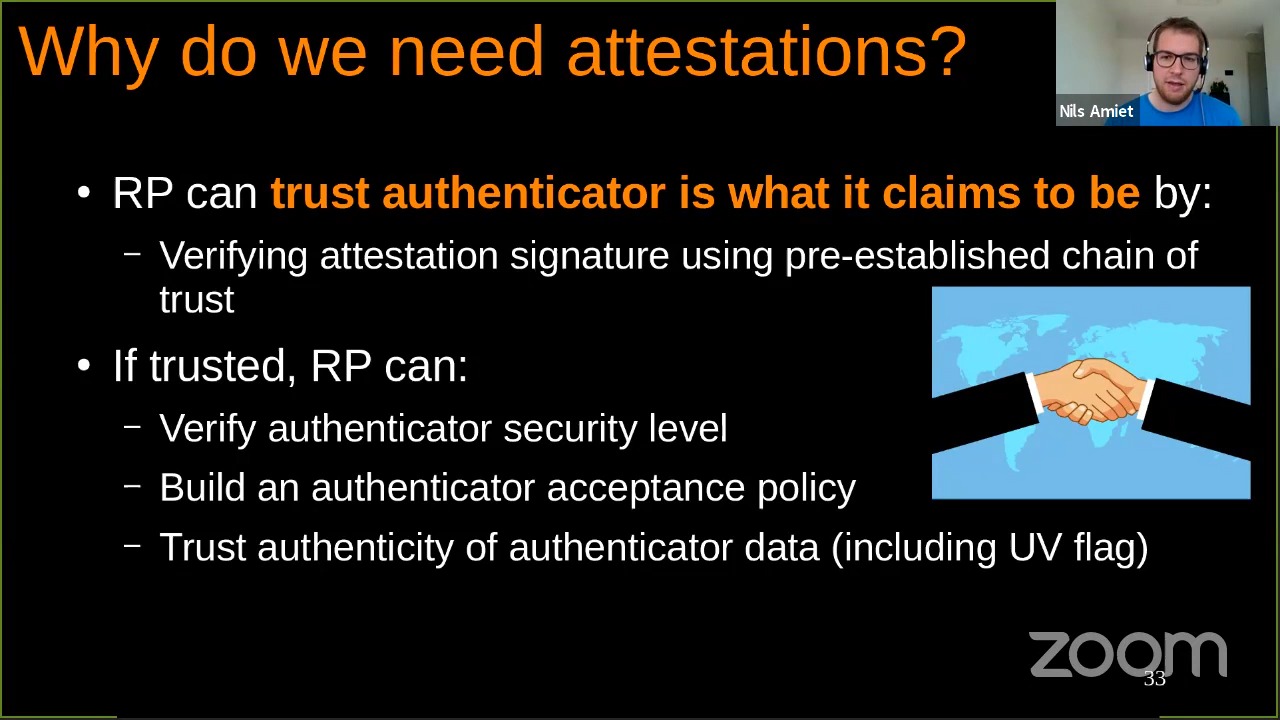 Why do we need attestations?
Nils Amiet
• RP can trust authenticator is what it claims to be by:
– Verifying attestation signature using pre-established chain of
trust
• If trusted, RP can:
– Verify authenticator security level
– Build an authenticator acceptance policy
– Trust authenticity of authenticator data (including UV flag)
zoom
33